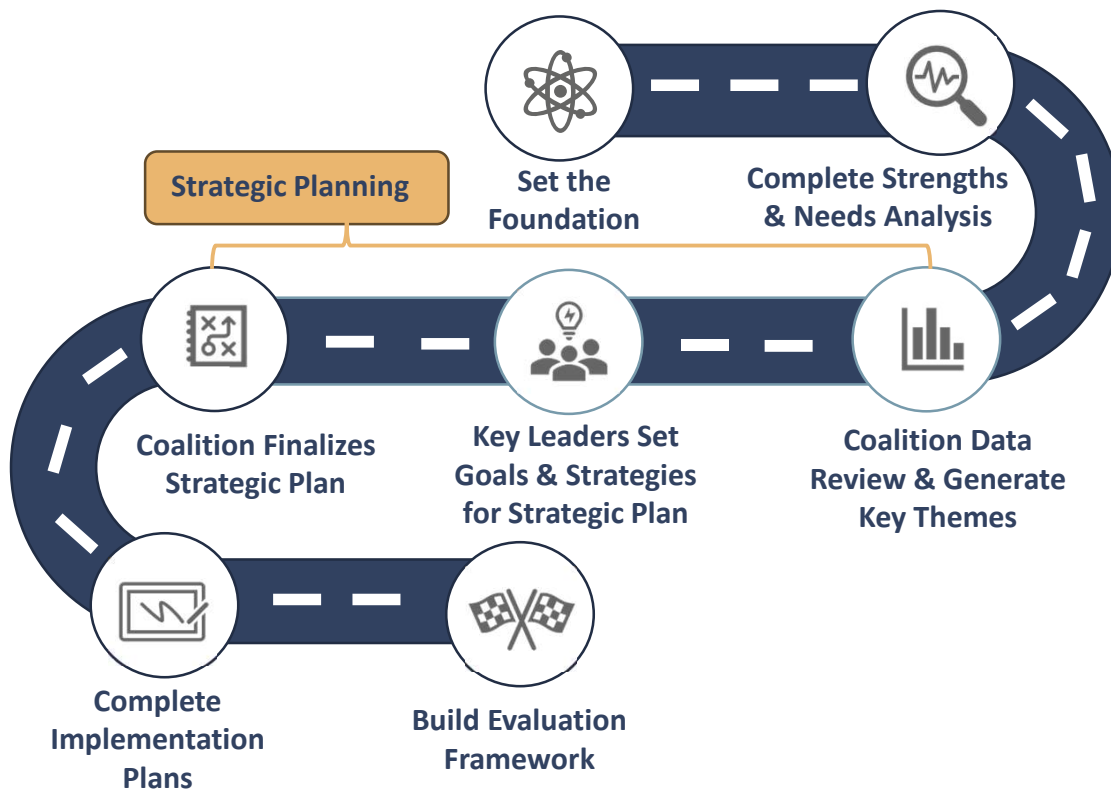 Set the
Foundation
Complete Strengths
& Needs Analysis
Strategic Planning
Coalition Data
Review & Generate
Key Themes
Key Leaders Set
Goals & Strategies
for Strategic Plan
Coalition Finalizes
Strategic Plan
Complete
Implementation
Plans
Build Evaluation
Framework